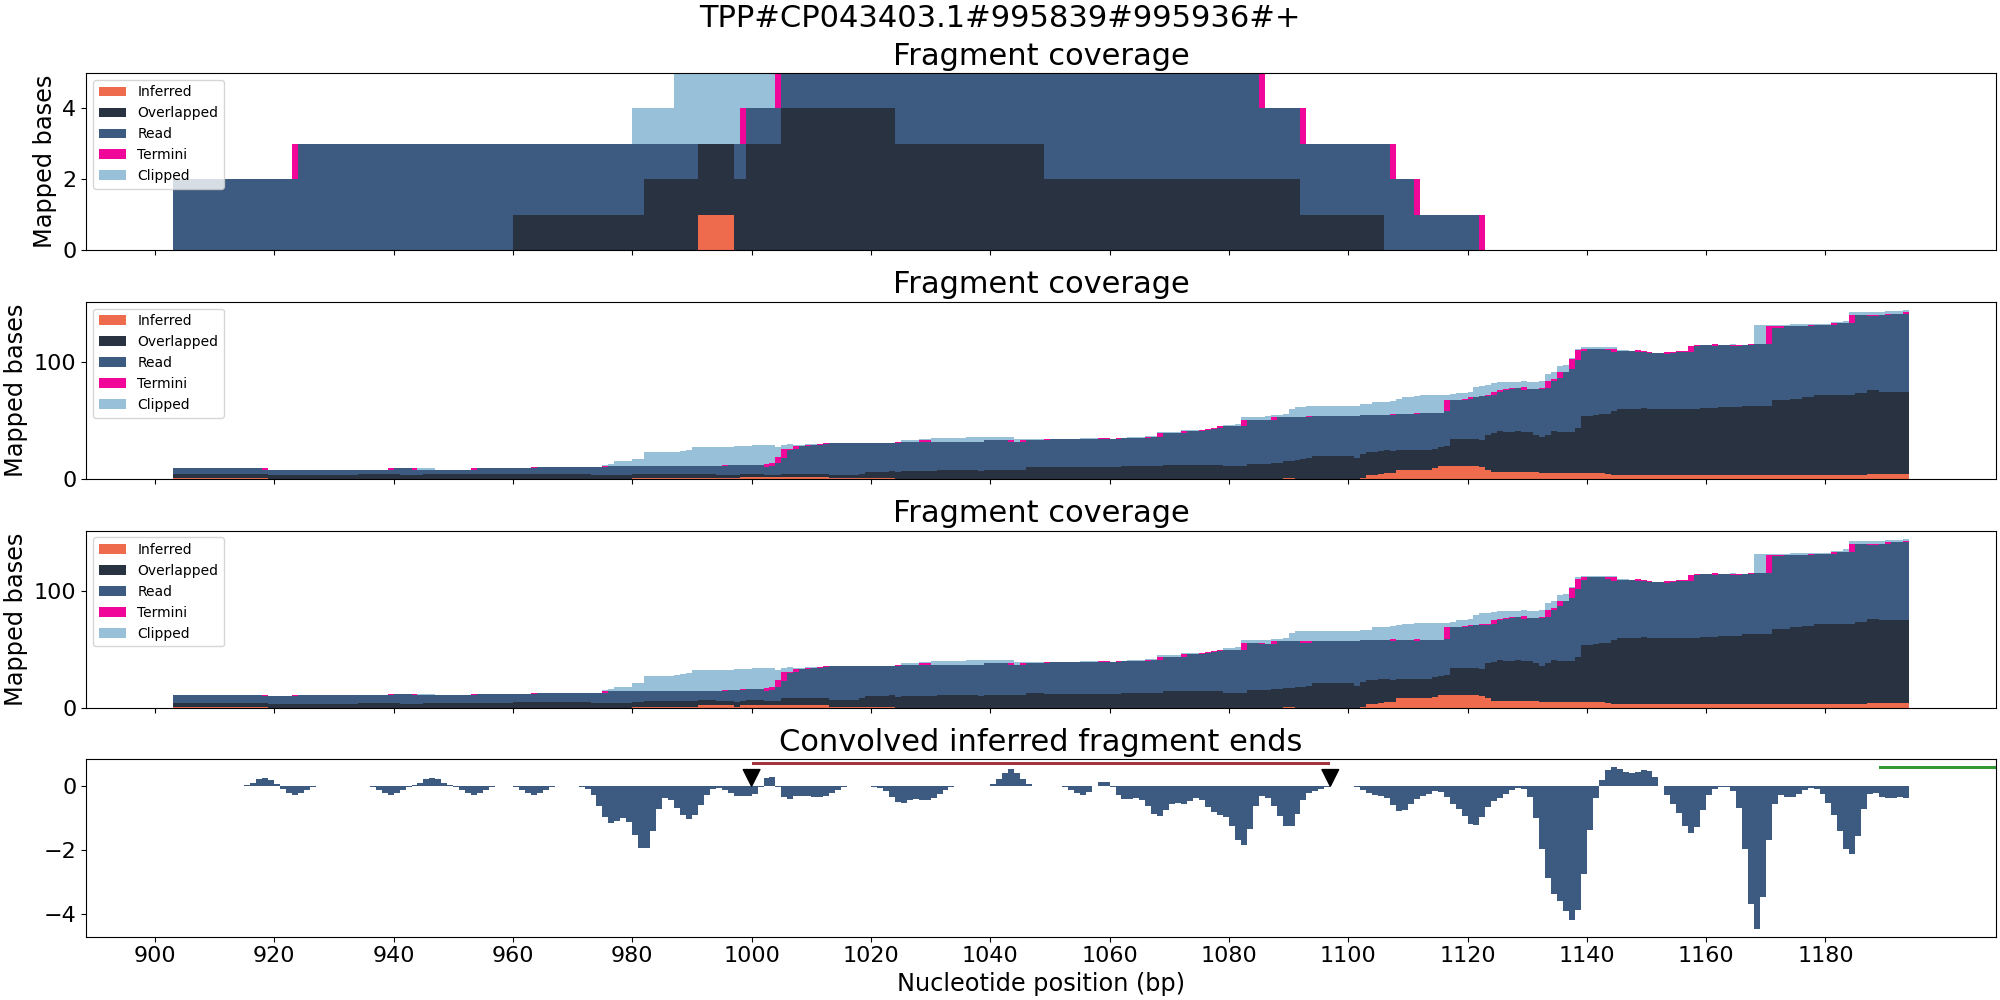 TPP#CP043403.1#995839#995936#+
Fragment coverage
Mapped bases
4
2
0
Inferred
Overlapped
Read
Termini
Clipped
Fragment coverage
Mapped bases
100
0
Inferred
Overlapped
Read
Termini
Clipped
Fragment coverage
Mapped bases
100
0
Inferred
Overlapped
Read
Termini
Clipped
Convolved inferred fragment ends
0
−2
−4
900 920 940 960 980 1000 1020 1040 1060 1080 1100 1120 1140 1160 1180
Nucleotide position (bp)